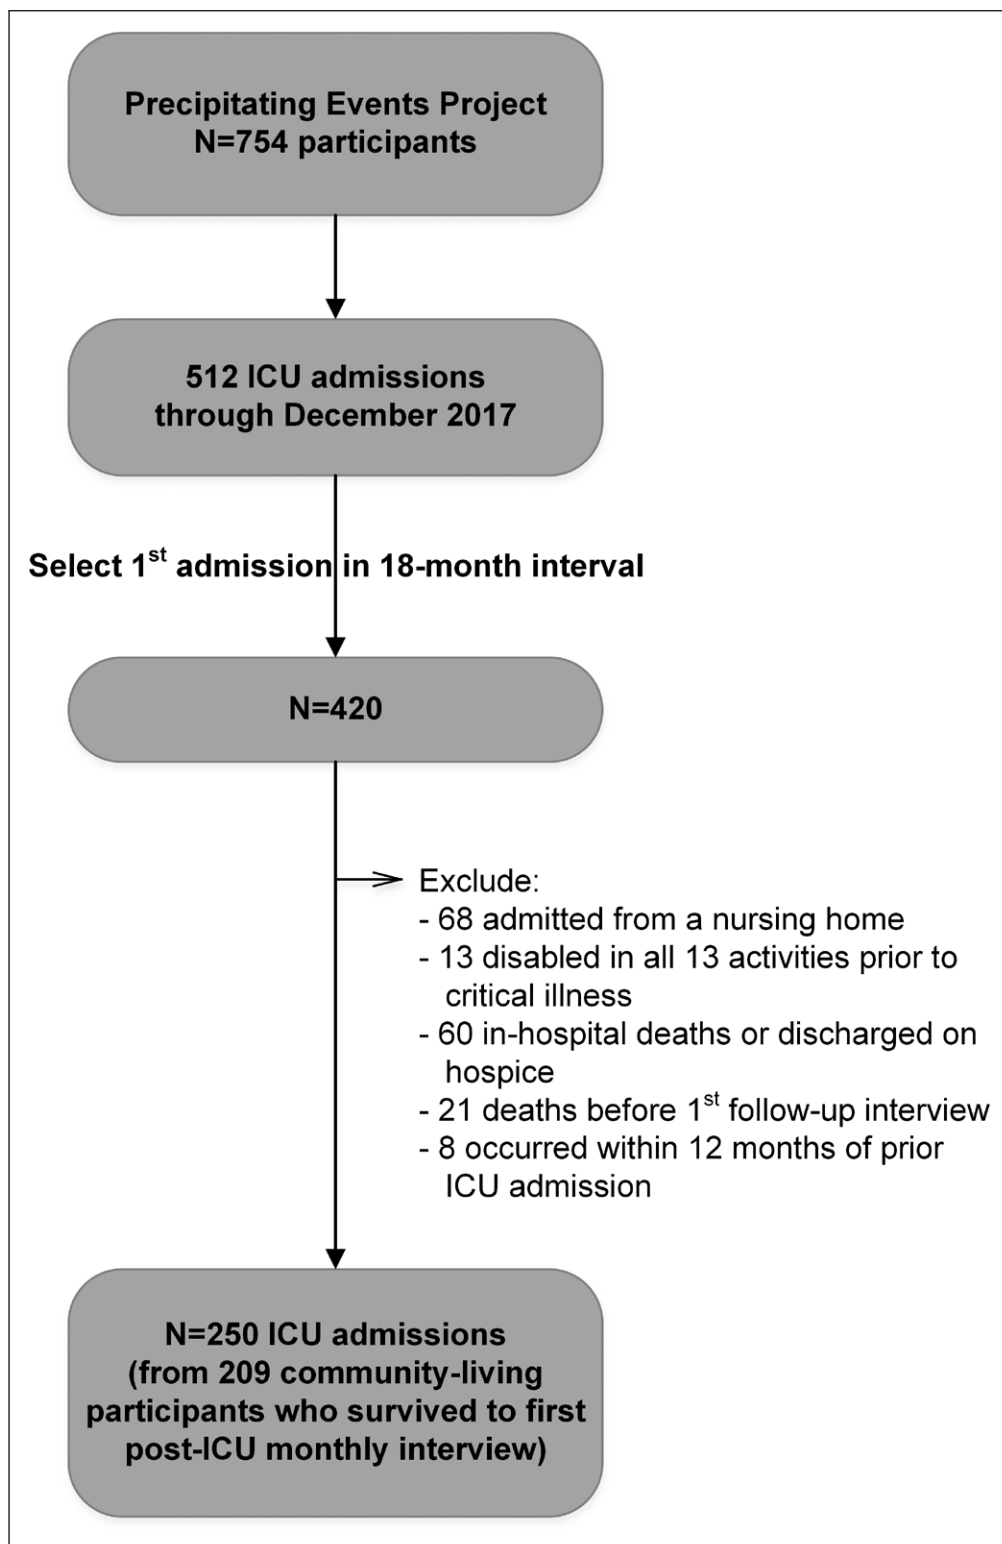 Precipitating Events Project
N=754 participants
512 ICU admissions
through December 2017
Select 1st admission in 18-month interval
N=420
Exclude:
- 68 admitted from a nursing home
- 13 disabled in all 13 activities prior to
critical illness
- 60 in-hospital deaths or discharged on
hospice
- 21 deaths before 1st follow-up interview
- 8 occurred within 12 months of prior
ICU admission
N=250 ICU admissions
(from 209 community-living
participants who survived to first
post-ICU monthly interview)